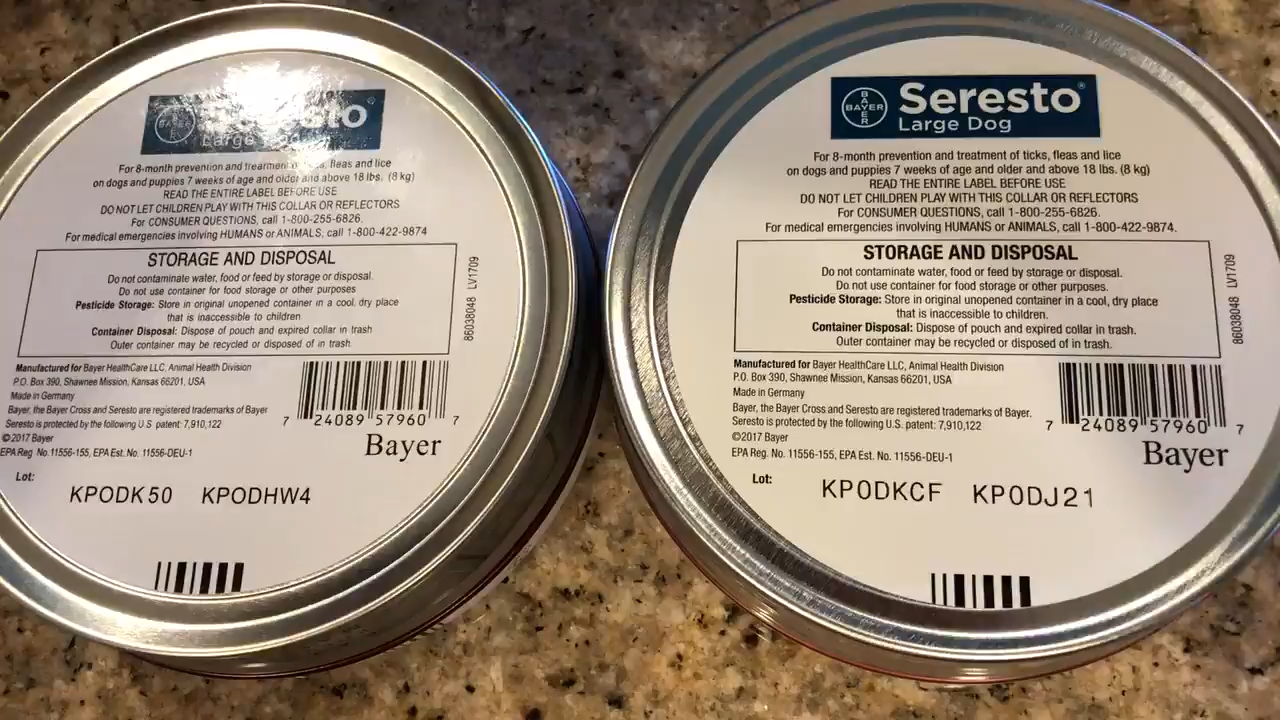 Seresto®
Large
For 8-month prevention and treatment of ticks, fleas and lice
on dogs and puppies 7 weeks of age and older and above 18 lbs. (8 kg)
READ THE ENTIRE LABEL BEFORE USE
DO NOT LET CHILDREN PLAY WITH THIS COLLAR OR REFLECTORS
For CONSUMER QUESTIONS, call 1-800-255-6826.
For medical emergencies involving HUMANS or ANIMALS, call 1-800-422-9874
STORAGE AND DISPOSAL
Do not contaminate water, food or feed by storage or disposal.
Do not use container for food storage or other purposes
Pesticide Storage: Store in original unopened container in a cool, dry place
that is inaccessible to children
Container Disposal: Dispose of pouch and expired collar in trash
Outer container may be recycled or disposed of in trash.
86038048 LV1709
Manufactured for Bayer HealthCare LLC, Animal Health Division
P.O. Box 390, Shawnee Mission, Kansas 66201, USA
Made in Germany
Bayer, the Bayer Cross and Seresto are registered trademarks of Bayer
Seresto is protected by the following U.S. patent: 7,910,122
©2017 Bayer
EPA Reg. No. 11556-155, EPA Est. No. 11556-DEU-1
7 24089 57960 7
Bayer
Lot:
KP0DK50 KP0DHW4
BAYER
BAYER
Seresto®
Large Dog
For 8-month prevention and treatment of ticks, fleas and lice
on dogs and puppies 7 weeks of age and older and above 18 lbs. (8 kg)
READ THE ENTIRE LABEL BEFORE USE
DO NOT LET CHILDREN PLAY WITH THIS COLLAR OR REFLECTORS
For CONSUMER QUESTIONS, call 1-800-255-6826.
For medical emergencies involving HUMANS or ANIMALS, call 1-800-422-9874.
STORAGE AND DISPOSAL
Do not contaminate water, food or feed by storage or disposal.
Do not use container for food storage or other purposes.
Pesticide Storage: Store in original unopened container in a cool, dry place
that is inaccessible to children.
Container Disposal: Dispose of pouch and expired collar in trash.
Outer container may be recycled or disposed of in trash.
86038048 LV1709
Manufactured for Bayer HealthCare LLC, Animal Health Division
P.O. Box 390, Shawnee Mission, Kansas 66201, USA
Made in Germany
Bayer, the Bayer Cross and Seresto are registered trademarks of Bayer.
Seresto is protected by the following U.S. patent: 7,910,122
©2017 Bayer
EPA Reg. No. 11556-155, EPA Est. No. 11556-DEU-1
7 24089 57960 7
Bayer
Lot:
KP0DKCF KP0DJ21